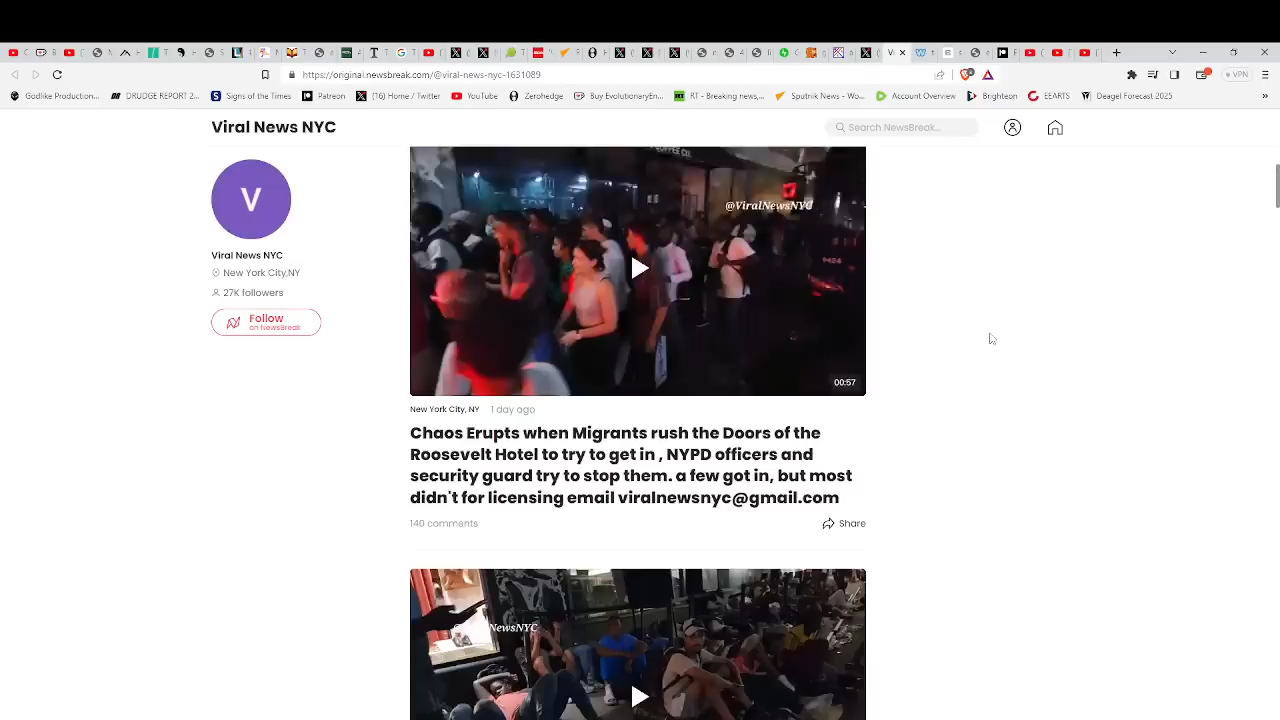 https://original.newsbreak.com/@viral-news-nyc-1631089
VPN
Godlike Production...
DRUDGE REPORT 2...
Signs of the Times
Patreon
(16) Home / Twitter
YouTube
Zerohedge
Buy EvolutionaryEn...
RT - Breaking news,...
Sputnik News - Wo...
Account Overview
Brighteon
EEARTS
Deagel Forecast 2025
Viral News NYC
Search NewsBreak...
V
Viral News NYC
New York City,NY
27K followers
Follow
on NewsBreak
@ViralNewsNYC
9424
00:57
New York City, NY
1 day ago
Chaos Erupts when Migrants rush the Doors of the
Roosevelt Hotel to try to get in , NYPD officers and
security guard try to stop them. a few got in, but most
didn't for licensing email viralnewsnyc@gmail.com
140 comments
Share
NewsNYC